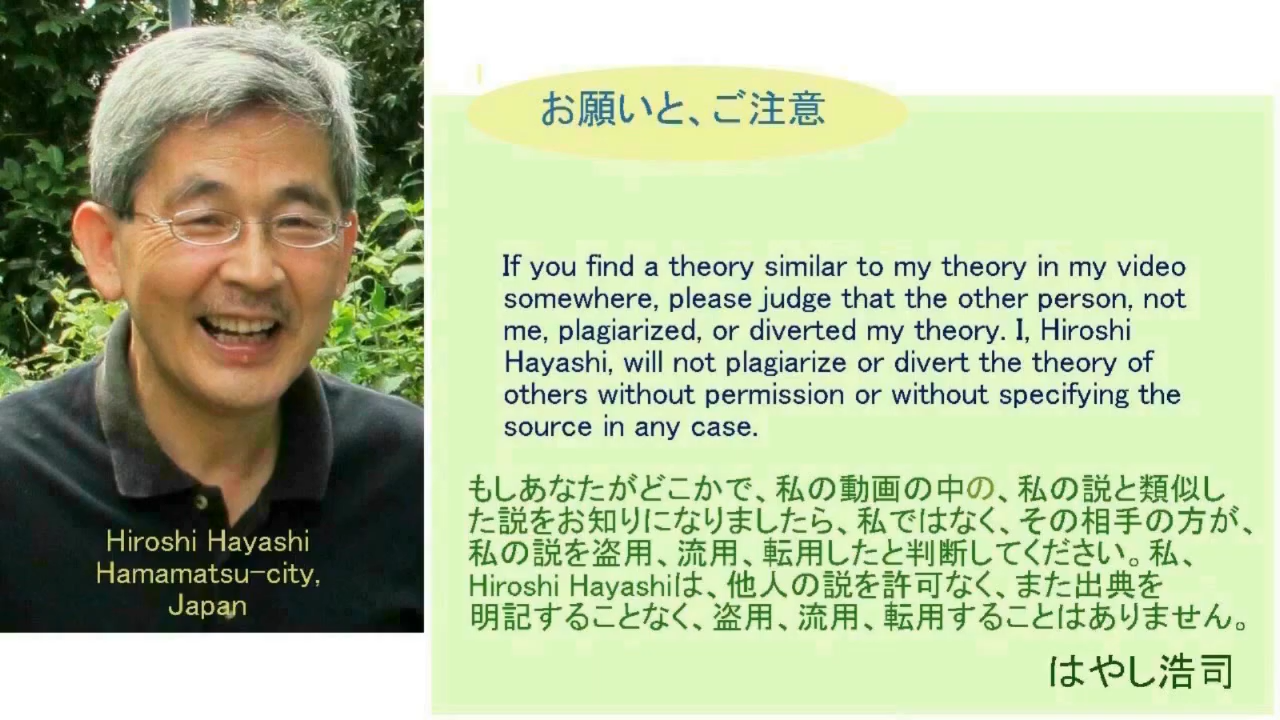 お願いと、ご注意
If you find a theory similar to my theory in my video
somewhere, please judge that the other person, not
me, plagiarized, or diverted my theory. I, Hiroshi
Hayashi, will not plagiarize or divert the theory of
others without permission or without specifying the
source in any case.
もしあなたがどこかで、私の動画の中の、私の説と類似し
た説をお知りになりましたら、私ではなく、その相手の方が、
私の説を盗用、流用、転用したと判断してください。私、
Hiroshi Hayashiは、他人の説を許可なく、また出典を
明記することなく、盗用、流用、転用することはありません。
はやし浩司
Hiroshi Hayashi
Hamamatsu-city,
Japan